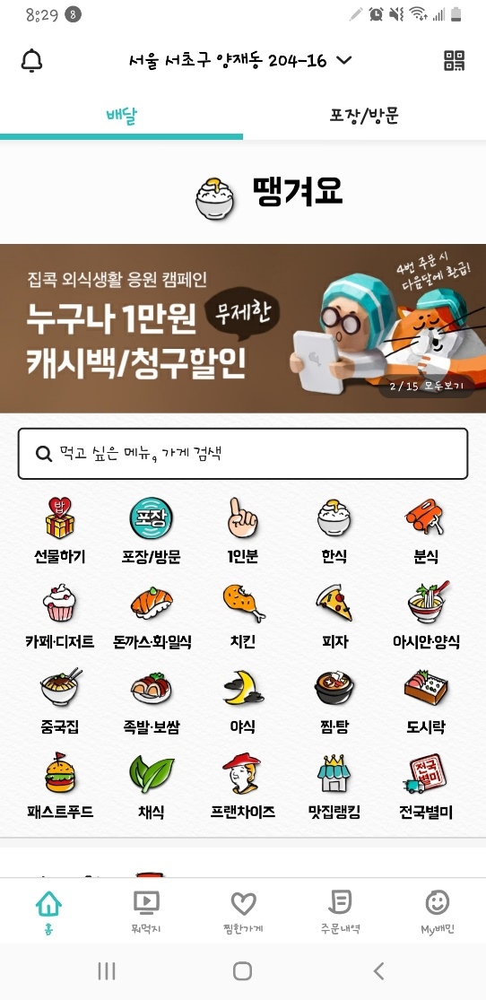 8:29 8
서울 서초구 양재동 204-16
배달 포장/방문
땡겨요
집콕 외식생활 응원 캠페인
누구나 1만원 무제한
캐시백/청구할인
4번 주문 시
다음달에 환급!
2/15 모두보기
먹고 싶은 메뉴, 가게 검색
밥 포장
선물하기 포장/방문 1인분 한식 분식
카페·디저트 돈까스·회·일식 치킨 피자 아시안·양식
중국집 족발·보쌈 야식 찜·탕 도시락
전국
별미
패스트푸드 채식 프랜차이즈 맛집랭킹 전국별미
홈 뭐먹지 찜한가게 주문내역 My배민